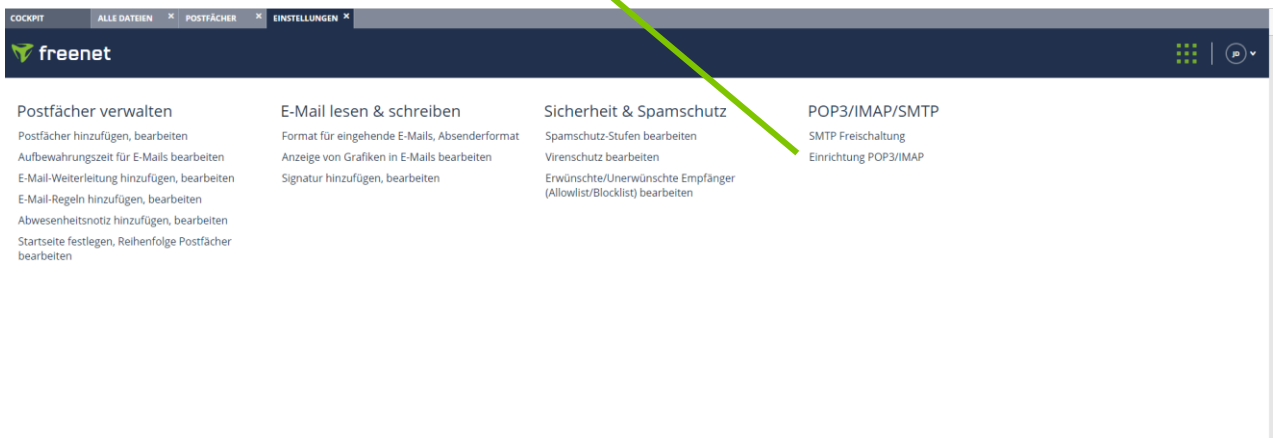 COCKPIT ALLE DATEIEN × POSTFÄCHER × EINSTELLUNGEN ×
freenet
JD
Postfächer verwalten
Postfächer hinzufügen, bearbeiten
Aufbewahrungszeit für E-Mails bearbeiten
E-Mail-Weiterleitung hinzufügen, bearbeiten
E-Mail-Regeln hinzufügen, bearbeiten
Abwesenheitsnotiz hinzufügen, bearbeiten
Startseite festlegen, Reihenfolge Postfächer
bearbeiten
E-Mail lesen & schreiben
Format für eingehende E-Mails, Absenderformat
Anzeige von Grafiken in E-Mails bearbeiten
Signatur hinzufügen, bearbeiten
Sicherheit & Spamschutz
Spamschutz-Stufen bearbeiten
Virenschutz bearbeiten
Erwünschte/Unerwünschte Empfänger
(Allowlist/Blocklist) bearbeiten
POP3/IMAP/SMTP
SMTP Freischaltung
Einrichtung POP3/IMAP